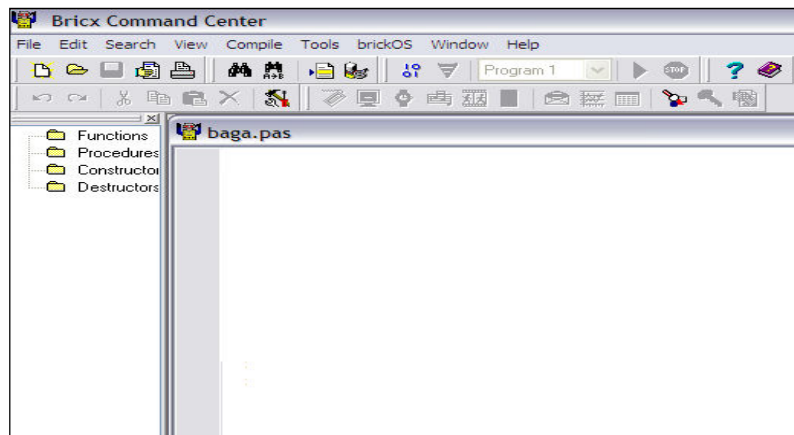 Bricx Command Center
File Edit Search View Compile Tools brickOS Window Help
Program 1
STOP
Functions
Procedures
Constructor
Destructors
baga.pas